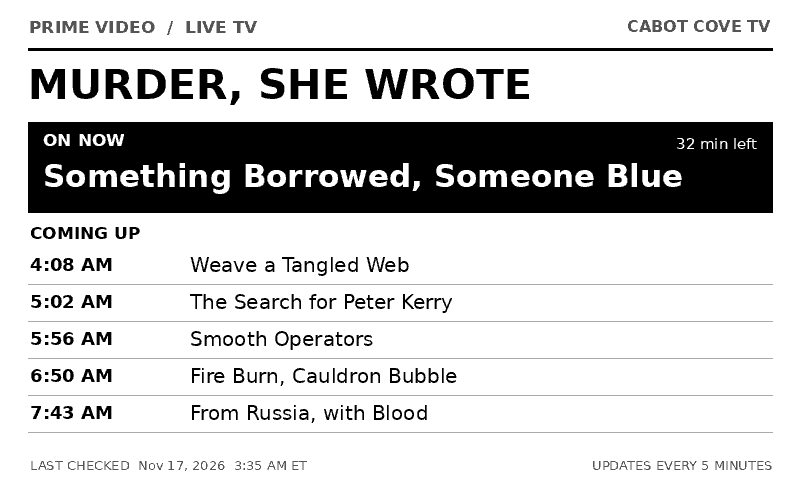 PRIME VIDEO / LIVE TV
CABOT COVE TV
MURDER, SHE WROTE
ON NOW
32 min left
Something Borrowed, Someone Blue
COMING UP
4:08 AM Weave a Tangled Web
5:02 AM The Search for Peter Kerry
5:56 AM Smooth Operators
6:50 AM Fire Burn, Cauldron Bubble
7:43 AM From Russia, with Blood
LAST CHECKED Nov 17, 2026 3:35 AM ET
UPDATES EVERY 5 MINUTES